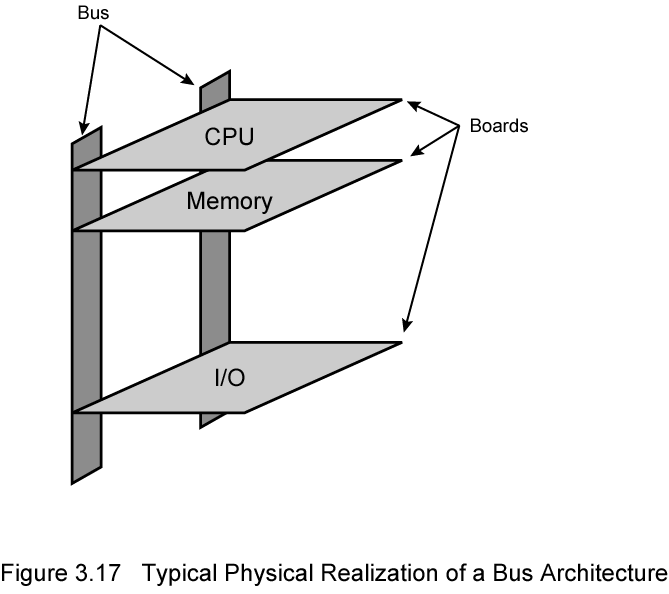 Bus
CPU
Boards
Memory
I/O
Figure 3.17 Typical Physical Realization of a Bus Architecture